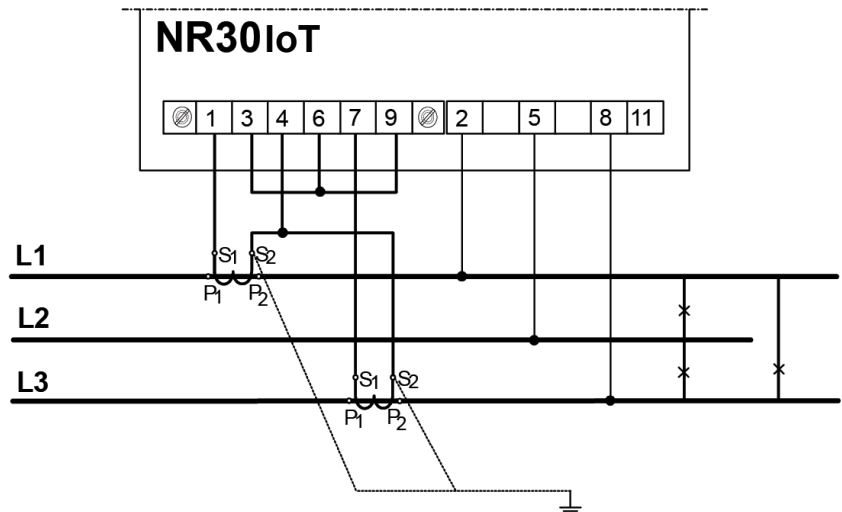 NR30IoT
1 3 4 6 7 9 2 5 8 11
S1 S2
L1
P1 P2
L2
S1 S2
L3
P1 P2